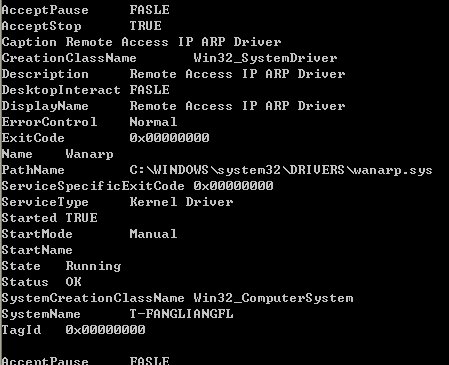 AcceptPause FASLE
AcceptStop TRUE
Caption Remote Access IP ARP Driver
CreationClassName Win32_SystemDriver
Description Remote Access IP ARP Driver
DesktopInteract FASLE
DisplayName Remote Access IP ARP Driver
ErrorControl Normal
ExitCode 0x00000000
Name Wanarp
PathName C:\WINDOWS\system32\DRIVERS\wanarp.sys
ServiceSpecificExitCode 0x00000000
ServiceType Kernel Driver
Started TRUE
StartMode Manual
StartName
State Running
Status OK
SystemCreationClassName Win32_ComputerSystem
SystemName T-FANGLIANGFL
TagId 0x00000000
AcceptPause FASLE